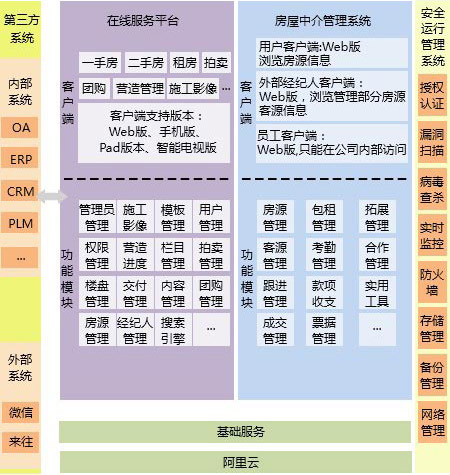 第三方
系统
内部
系统
OA
ERP
CRM
PLM
...
外部
系统
微信
来往
在线服务平台
客户端
一手房
二手房
租房
拍卖
团购
营造管理
施工影像
...
客户端支持版本：
Web版、手机版、
Pad版本、智能电视版
功能模块
管理员
管理
施工
影像
模板
管理
用户
管理
权限
管理
营造
进度
栏目
管理
拍卖
管理
楼盘
管理
交付
管理
内容
管理
团购
管理
房源
管理
经纪人
管理
搜索
引擎
...
房屋中介管理系统
客户端
用户客户端:Web版
浏览房源信息
外部经纪人客户端：
Web版，浏览管理部分房源
客源信息
员工客户端：
Web版,只能在公司内部访问
功能模块
房源
管理
包租
管理
拓展
管理
客源
管理
考勤
管理
合作
管理
跟进
管理
款项
收支
实用
工具
成交
管理
票据
管理
...
基础服务
阿里云
安全
运行
管理
系统
授权
认证
漏洞
扫描
病毒
查杀
实时
监控
防火
墙
存储
管理
备份
管理
网络
管理